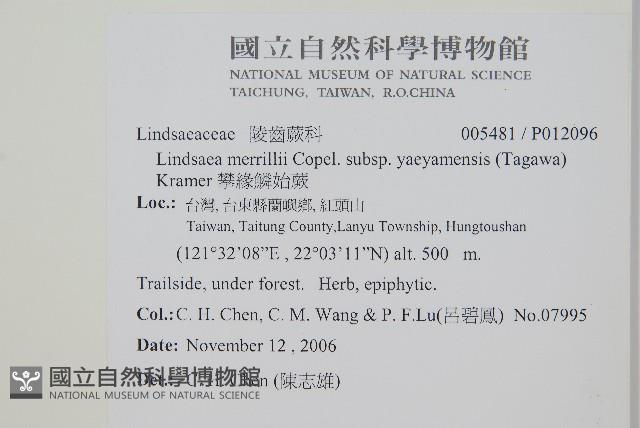 國立自然科學博物館
NATIONAL MUSEUM OF NATURAL SCIENCE
TAICHUNG, TAIWAN, R.O.CHINA
Lindsaeaceae 陵齒蕨科 005481 / P012096
Lindsaea merrillii Copel. subsp. yaeyamensis (Tagawa)
Kramer 攀緣鱗始蕨
Loc.: 台灣, 台東縣蘭嶼鄉, 紅頭山
Taiwan, Taitung County,Lanyu Township, Hungtoushan
(121°32'08”E , 22°03'11”N) alt. 500 m.
Trailside, under forest. Herb, epiphytic.
Col.: C. H. Chen, C. M. Wang & P. F.Lu(呂碧鳳) No.07995
Date: November 12 , 2006
(陳志雄)
國立自然科學博物館
NATIONAL MUSEUM OF NATURAL SCIENCE